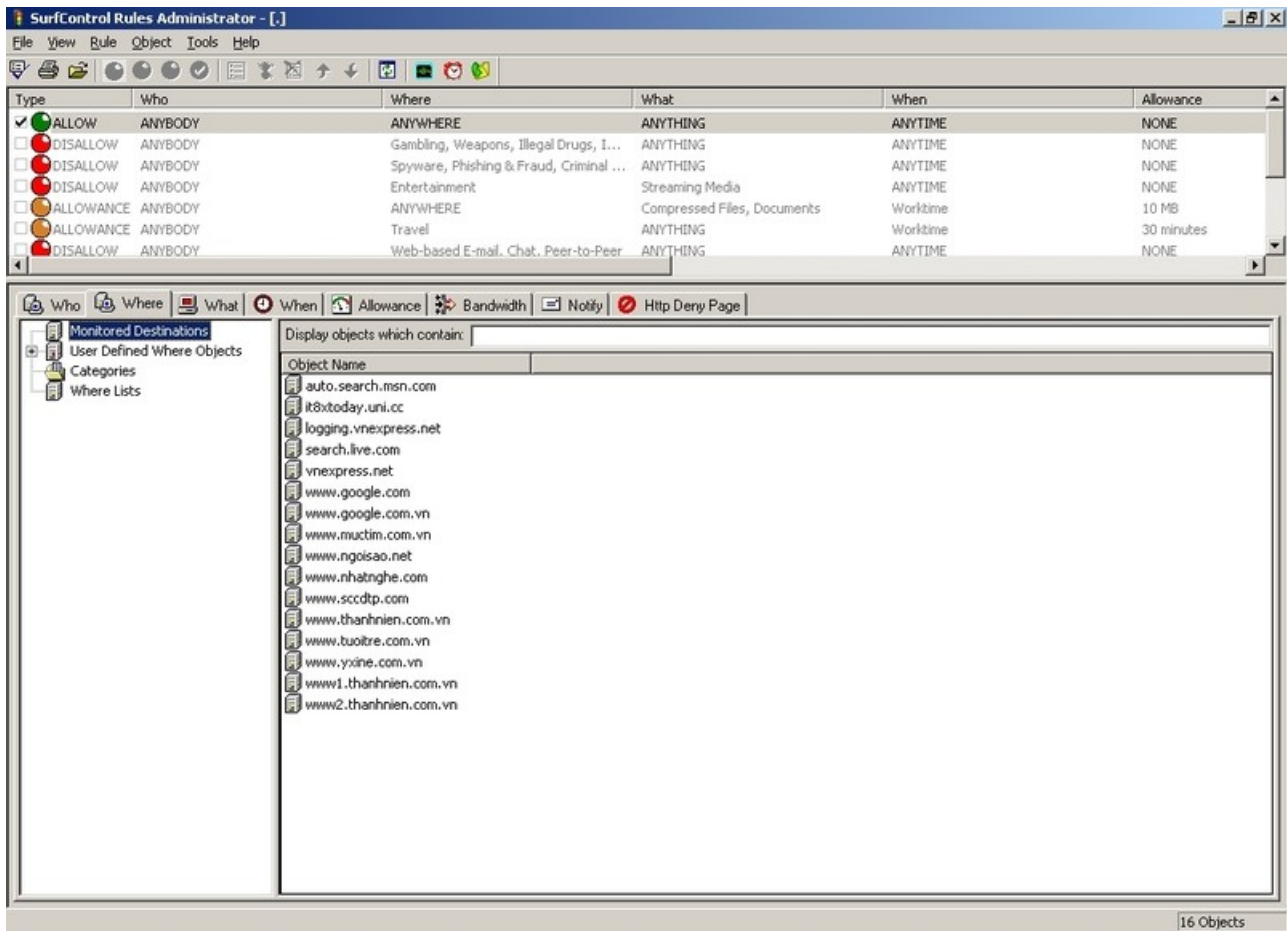 SurfControl Rules Administrator - [.]
File View Rule Object Tools Help
Type Who Where What When Allowance
ALLOW ANYBODY ANYWHERE ANYTHING ANYTIME NONE
DISALLOW ANYBODY Gambling, Weapons, Illegal Drugs, I... ANYTHING ANYTIME NONE
DISALLOW ANYBODY Spyware, Phishing & Fraud, Criminal ... ANYTHING ANYTIME NONE
DISALLOW ANYBODY Entertainment Streaming Media ANYTIME NONE
ALLOWANCE ANYBODY ANYWHERE Compressed Files, Documents Worktime 10 MB
ALLOWANCE ANYBODY Travel ANYTHING Worktime 30 minutes
DISALLOW ANYBODY Web-based E-mail, Chat, Peer-to-Peer ANYTHING ANYTIME NONE
Who Where What When Allowance Bandwidth Notify Http Deny Page
Monitored Destinations
User Defined Where Objects
Categories
Where Lists
Display objects which contain:
Object Name
auto.search.msn.com
it8xtoday.uni.cc
logging.vnexpress.net
search.live.com
vnexpress.net
www.google.com
www.google.com.vn
www.muctim.com.vn
www.ngoisao.net
www.nhatnghe.com
www.sccdtp.com
www.thanhnien.com.vn
www.tuoitre.com.vn
www.yxine.com.vn
www1.thanhnien.com.vn
www2.thanhnien.com.vn
16 Objects